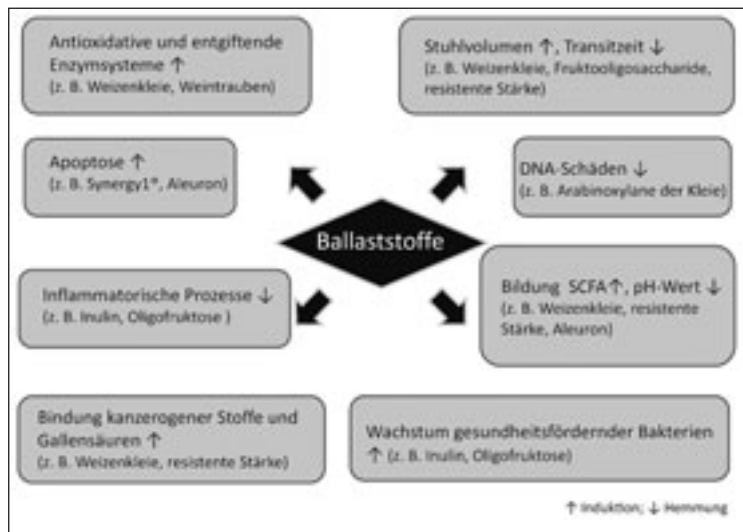 Antioxidative und entgiftende
Enzymsysteme ↑
(z. B. Weizenkleie, Weintrauben)
Stuhlvolumen ↑, Transitzeit ↓
(z. B. Weizenkleie, Fruktooligosaccharide,
resistente Stärke)
Apoptose ↑
(z. B. Synergy1®, Aleuron)
DNA-Schäden ↓
(z. B. Arabinoxylane der Kleie)
Ballaststoffe
Inflammatorische Prozesse ↓
(z. B. Inulin, Oligofruktose )
Bildung SCFA↑, pH-Wert ↓
(z. B. Weizenkleie, resistente
Stärke, Aleuron)
Bindung kanzerogener Stoffe und
Gallensäuren ↑
(z. B. Weizenkleie, resistente Stärke)
Wachstum gesundheitsfördernder Bakterien
↑ (z. B. Inulin, Oligofruktose)
↑ Induktion; ↓ Hemmung